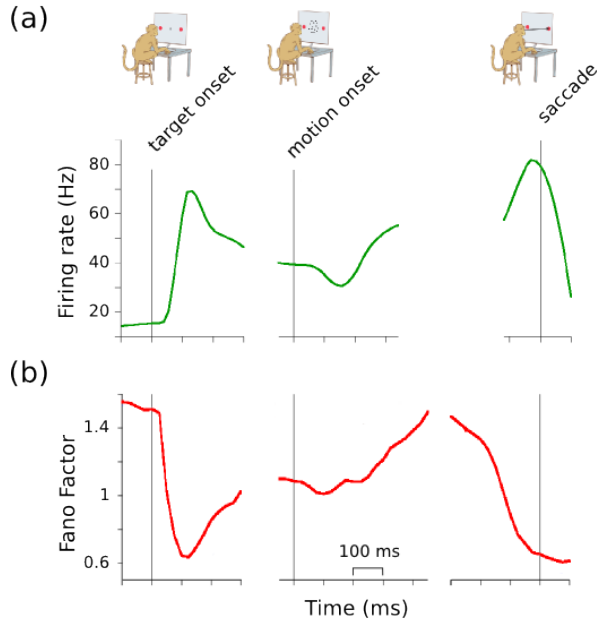 (a)
target onset
motion onset
saccade
Firing rate (Hz)
80
60
40
20
(b)
Fano Factor
1.4
1
0.6
100 ms
Time (ms)